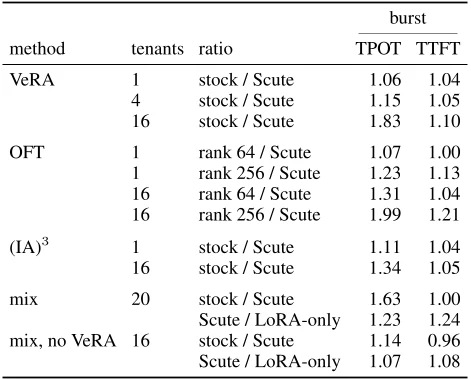 burst
method tenants ratio TPOT TTFT
VeRA 1 stock / Scute 1.06 1.04
4 stock / Scute 1.15 1.05
16 stock / Scute 1.83 1.10
OFT 1 rank 64 / Scute 1.07 1.00
1 rank 256 / Scute 1.23 1.13
16 rank 64 / Scute 1.31 1.04
16 rank 256 / Scute 1.99 1.21
(IA)³ 1 stock / Scute 1.11 1.04
16 stock / Scute 1.34 1.05
mix 20 stock / Scute 1.63 1.00
Scute / LoRA-only 1.23 1.24
mix, no VeRA 16 stock / Scute 1.14 0.96
Scute / LoRA-only 1.07 1.08